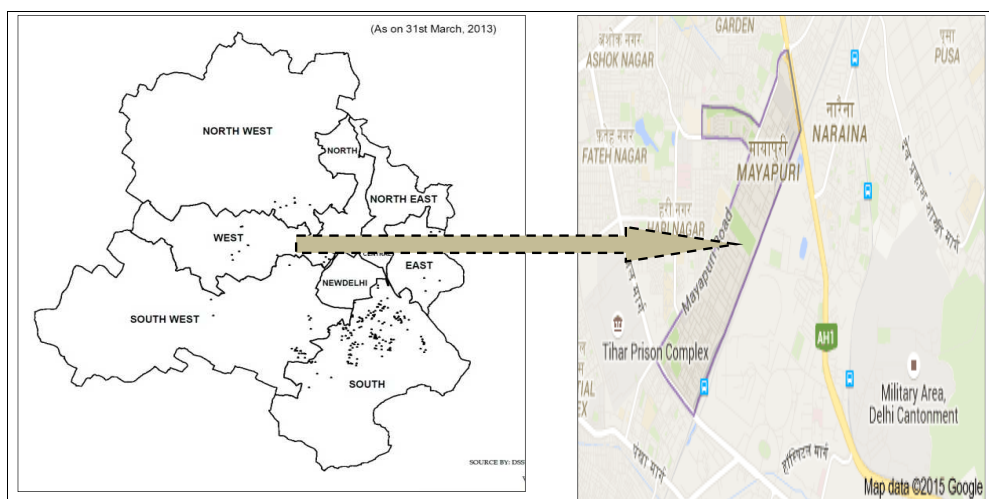 (As on 31st March, 2013)
NORTH WEST
NORTH
NORTH EAST
WEST
EAST
NEWDELHI
SOUTH WEST
SOUTH
SOURCE BY: DSS
GARDEN
अशोक नगर
ASHOK NAGAR
पूसा
PUSA
नारैना
NARAINA
फतेह नगर
FATEH NAGAR
मायापुरी
MAYAPURI
हरी नगर
HARI NAGAR
Mayapuri Road
AH1
Tihar Prison Complex
Military Area,
Delhi Cantonment
पंखा मार्ग
हॉस्पिटल मार्ग
Map data ©2015 Google